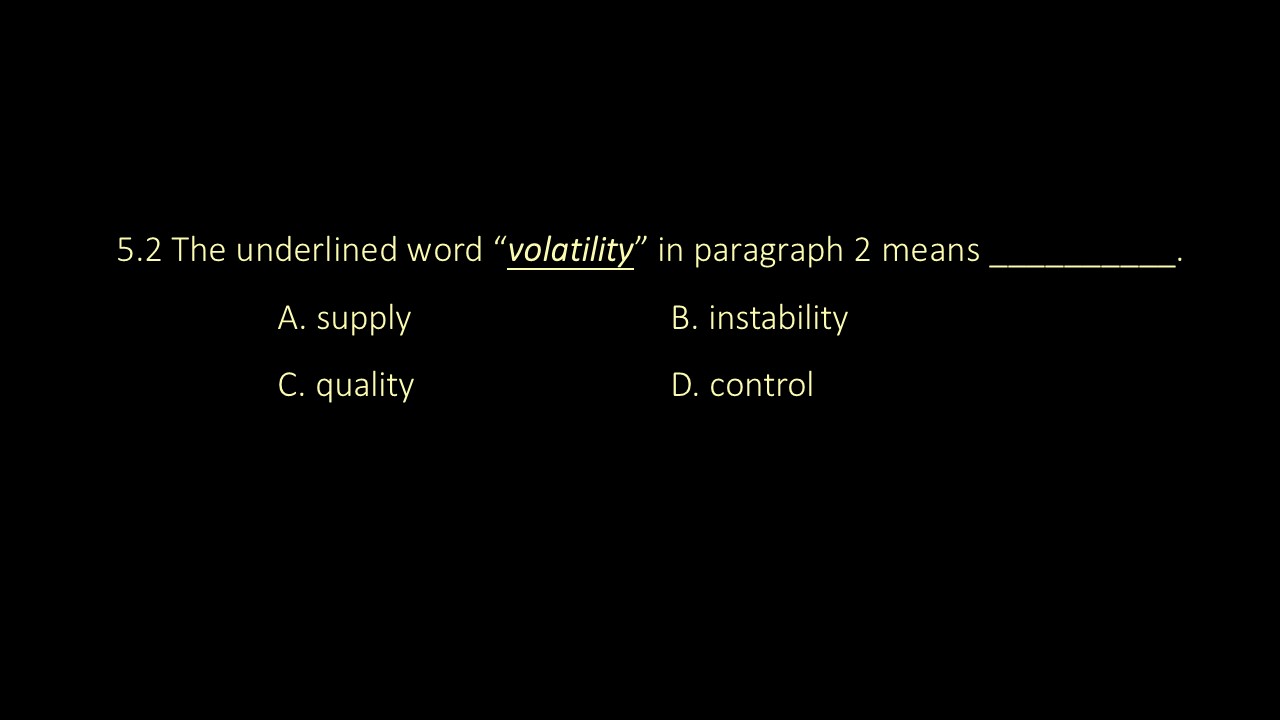 5.2 The underlined word “volatility” in paragraph 2 means __________.
A. supply B. instability
C. quality D. control